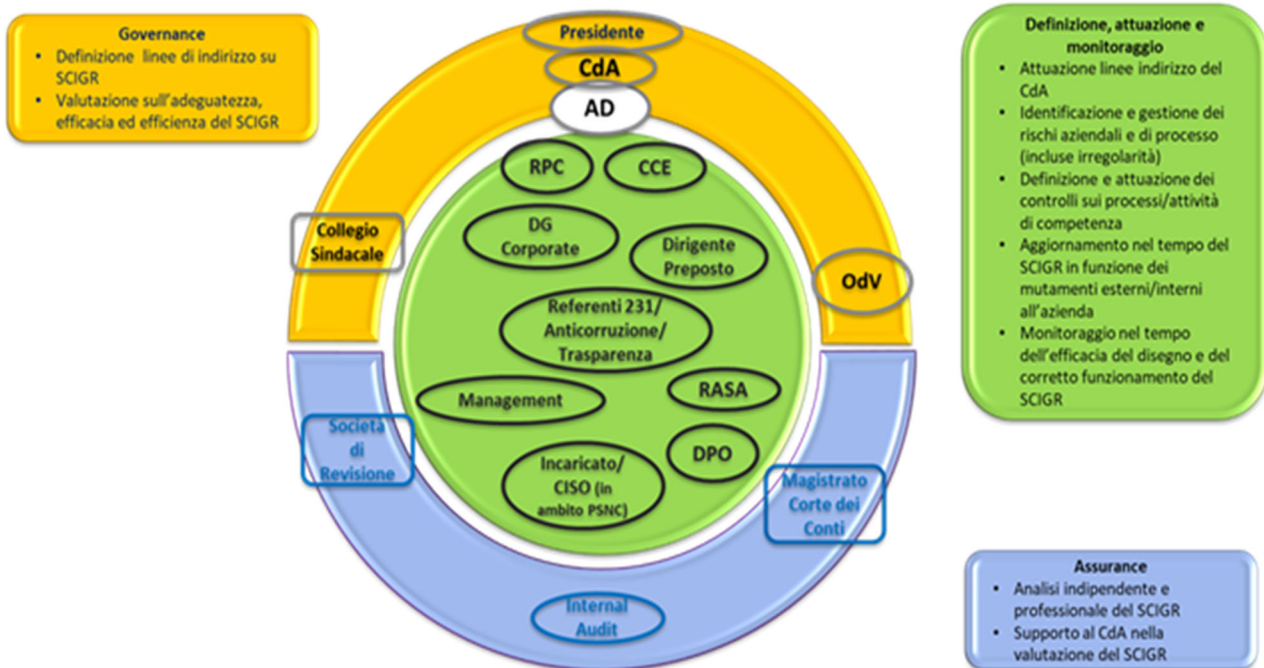 Governance
• Definizione linee di indirizzo su
SCIGR
• Valutazione sull'adeguatezza,
efficacia ed efficienza del SCIGR
Presidente
CdA
AD
RPC
CCE
DG
Corporate
Dirigente
Preposto
Collegio
Sindacale
OdV
Referenti 231/
Anticorruzione/
Trasparenza
Management
RASA
Società
di
Revisione
DPO
Incaricato/
CISO (in
ambito PSNC)
Magistrato
Corte dei
Conti
Internal
Audit
Definizione, attuazione e
monitoraggio
• Attuazione linee indirizzo del
CdA
• Identificazione e gestione dei
rischi aziendali e di processo
(incluse irregolarità)
• Definizione e attuazione dei
controlli sui processi/attività
di competenza
• Aggiornamento nel tempo del
SCIGR in funzione dei
mutamenti esterni/interni
all'azienda
• Monitoraggio nel tempo
dell'efficacia del disegno e del
corretto funzionamento del
SCIGR
Assurance
• Analisi indipendente e
professionale del SCIGR
• Supporto al CdA nella
valutazione del SCIGR